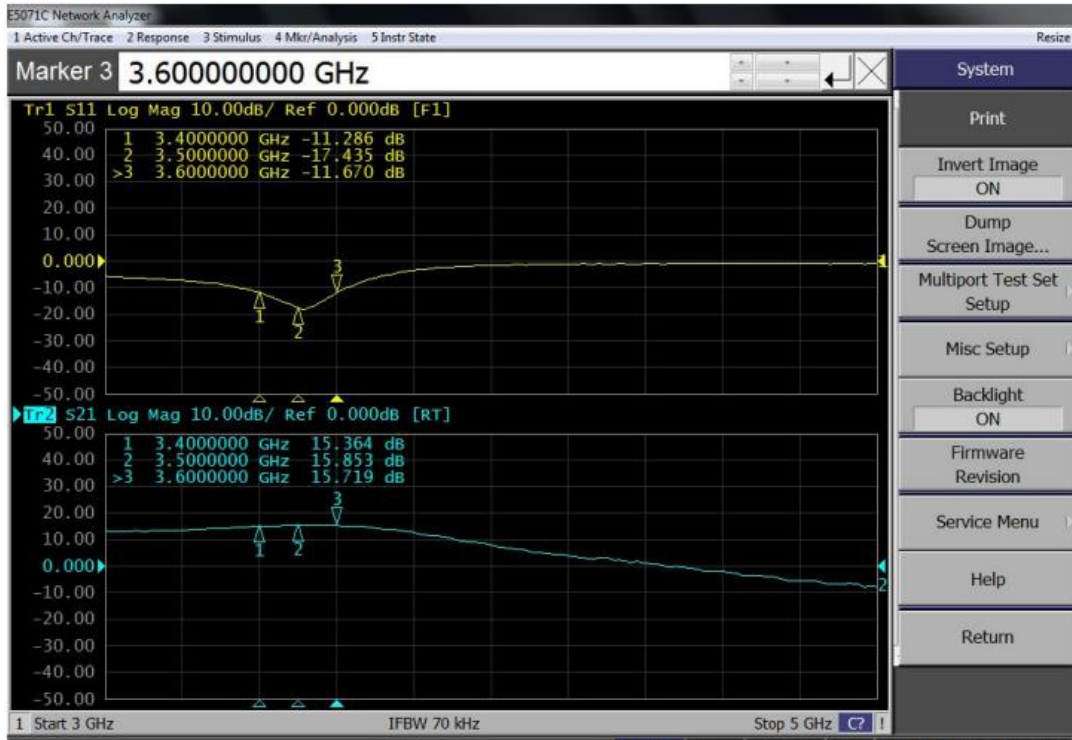 E5071C Network Analyzer
1 Active Ch/Trace 2 Response 3 Stimulus 4 Mkr/Analysis 5 Instr State Resize
Marker 3 3.600000000 GHz
Tr1 S11 Log Mag 10.00dB/ Ref 0.000dB [F1]
1 3.4000000 GHz -11.286 dB
2 3.5000000 GHz -17.435 dB
>3 3.6000000 GHz -11.670 dB
50.00
40.00
30.00
20.00
10.00
0.000
-10.00
-20.00
-30.00
-40.00
-50.00
1
2
3
1
Tr2 S21 Log Mag 10.00dB/ Ref 0.000dB [RT]
1 3.4000000 GHz 15.364 dB
2 3.5000000 GHz 15.853 dB
>3 3.6000000 GHz 15.719 dB
50.00
40.00
30.00
20.00
10.00
0.000
-10.00
-20.00
-30.00
-40.00
-50.00
1
2
3
2
1 Start 3 GHz IFBW 70 kHz Stop 5 GHz C? !
System
Print
Invert Image
ON
Dump
Screen Image...
Multiport Test Set
Setup
Misc Setup
Backlight
ON
Firmware
Revision
Service Menu
Help
Return